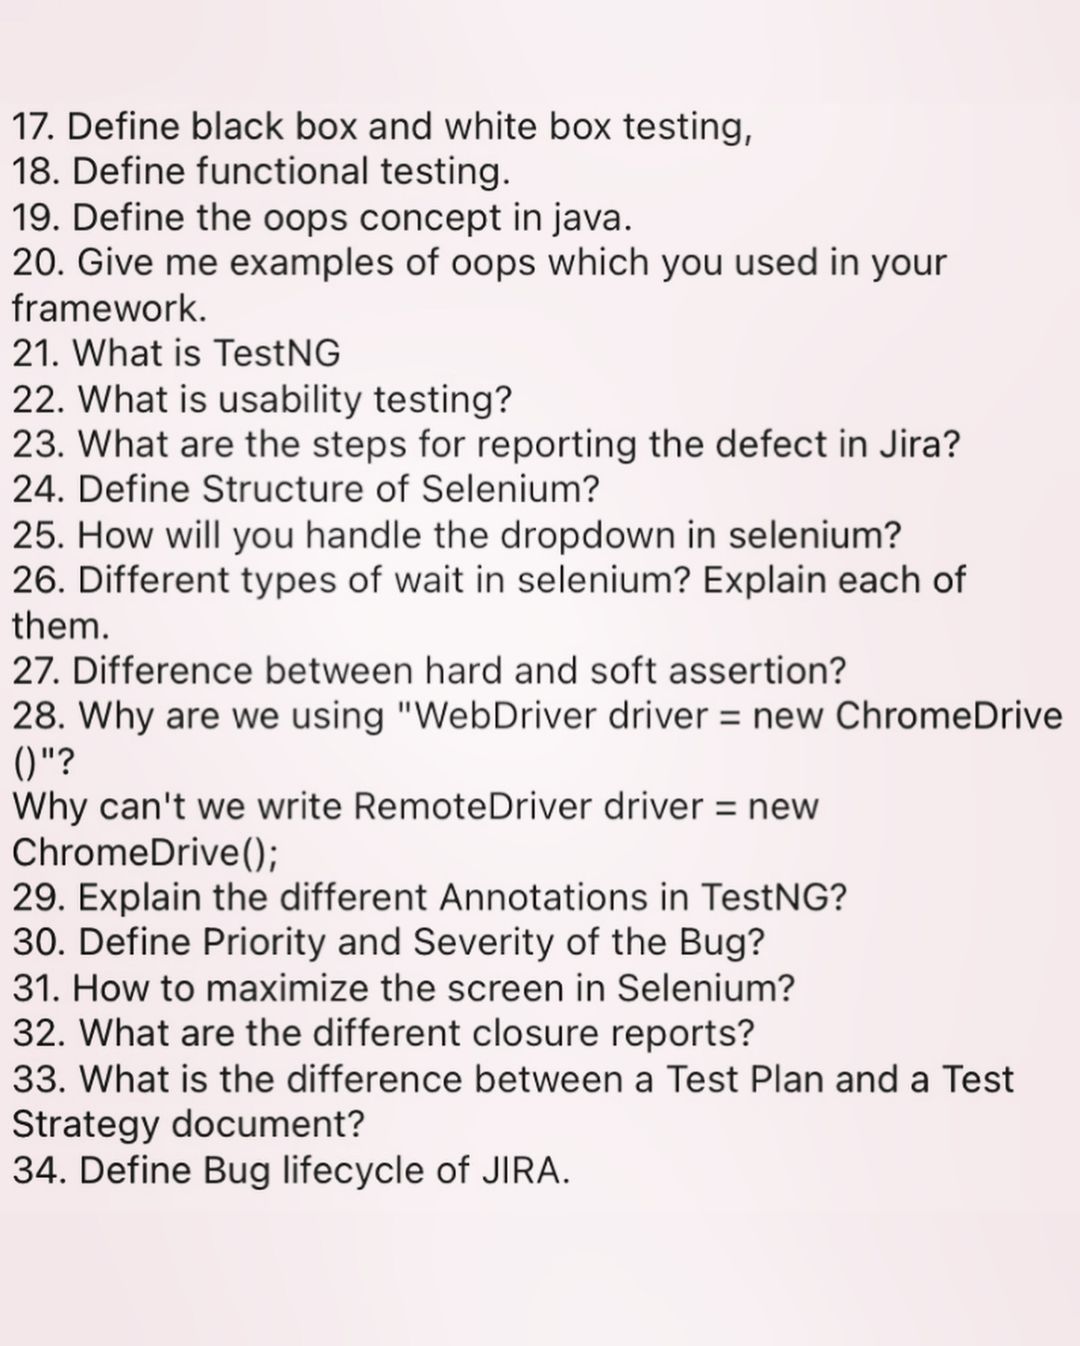 17. Define black box and white box testing,
18. Define functional testing.
19. Define the oops concept in java.
20. Give me examples of oops which you used in your
framework.
21. What is TestNG
22. What is usability testing?
23. What are the steps for reporting the defect in Jira?
24. Define Structure of Selenium?
25. How will you handle the dropdown in selenium?
26. Different types of wait in selenium? Explain each of
them.
27. Difference between hard and soft assertion?
28. Why are we using "WebDriver driver = new ChromeDrive
()"?
Why can't we write RemoteDriver driver = new
ChromeDrive();
29. Explain the different Annotations in TestNG?
30. Define Priority and Severity of the Bug?
31. How to maximize the screen in Selenium?
32. What are the different closure reports?
33. What is the difference between a Test Plan and a Test
Strategy document?
34. Define Bug lifecycle of JIRA.